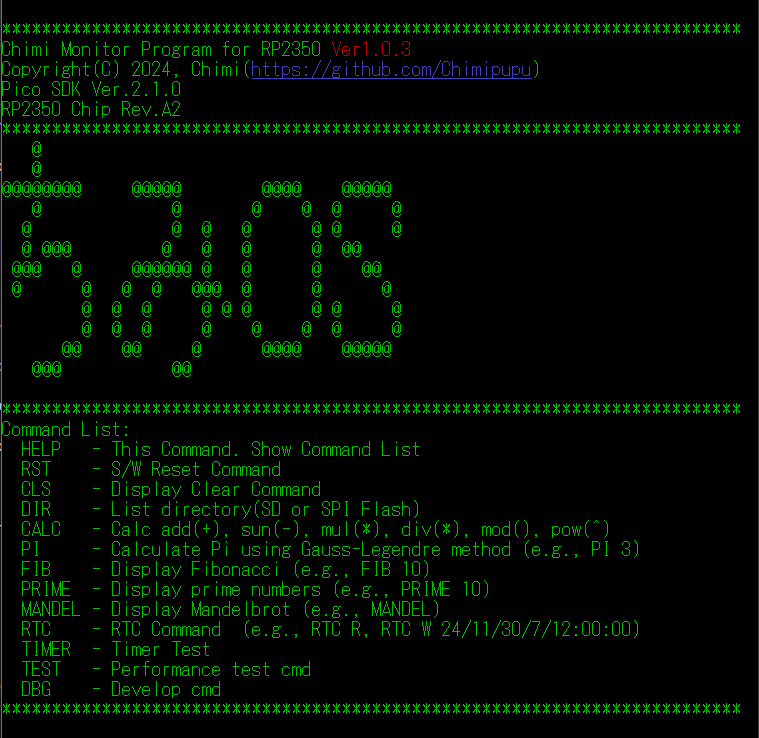 **************************************************************************
Chimi Monitor Program for RP2350 Ver1.0.3
Copyright(C) 2024, Chimi(https://github.com/Chimipupu)
Pico SDK Ver.2.1.0
RP2350 Chip Rev.A2
**************************************************************************
ちみOS
**************************************************************************
Command List:
HELP - This Command. Show Command List
RST - S/W Reset Command
CLS - Display Clear Command
DIR - List directory(SD or SPI Flash)
CALC - Calc add(+), sun(-), mul(*), div(*), mod(), pow(^)
PI - Calculate Pi using Gauss-Legendre method (e.g., PI 3)
FIB - Display Fibonacci (e.g., FIB 10)
PRIME - Display prime numbers (e.g., PRIME 10)
MANDEL - Display Mandelbrot (e.g., MANDEL)
RTC - RTC Command (e.g., RTC R, RTC W 24/11/30/7/12:00:00)
TIMER - Timer Test
TEST - Performance test cmd
DBG - Develop cmd
**************************************************************************